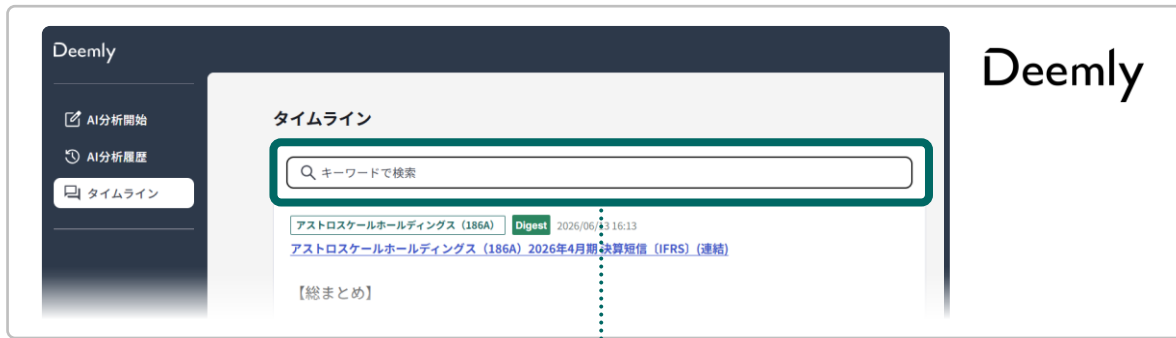 Deemly
Deemly
AI分析開始
AI分析履歴
タイムライン
タイムライン
キーワードで検索
アストロスケールホールディングス（186A） Digest 2026/06/13 16:13
アストロスケールホールディングス（186A）2026年4月期 決算短信〔IFRS〕(連結)
【総まとめ】